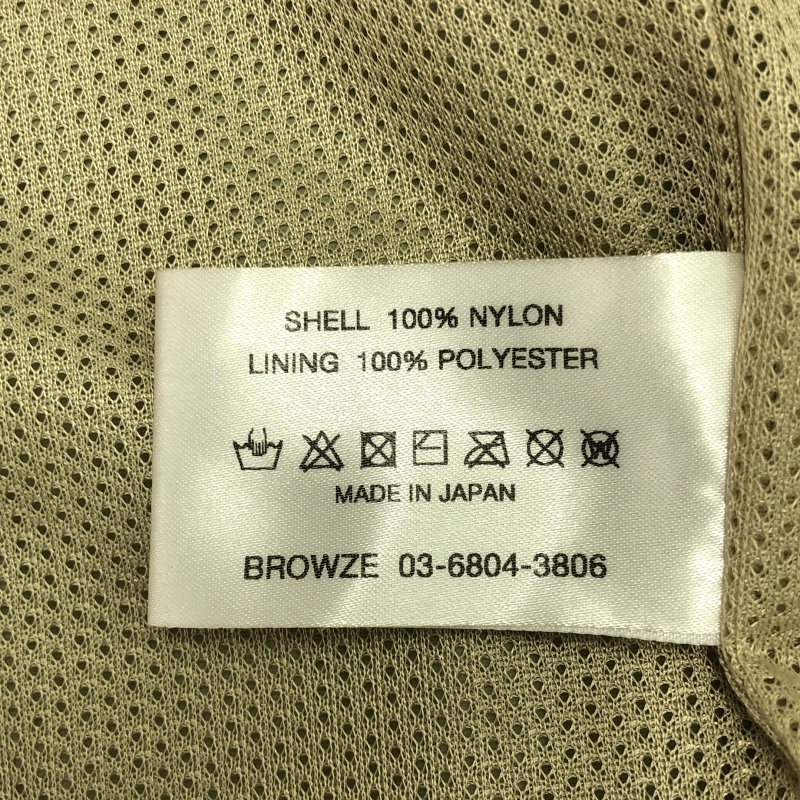 SHELL 100% NYLON
LINING 100% POLYESTER
W
MADE IN JAPAN
BROWZE 03-6804-3806